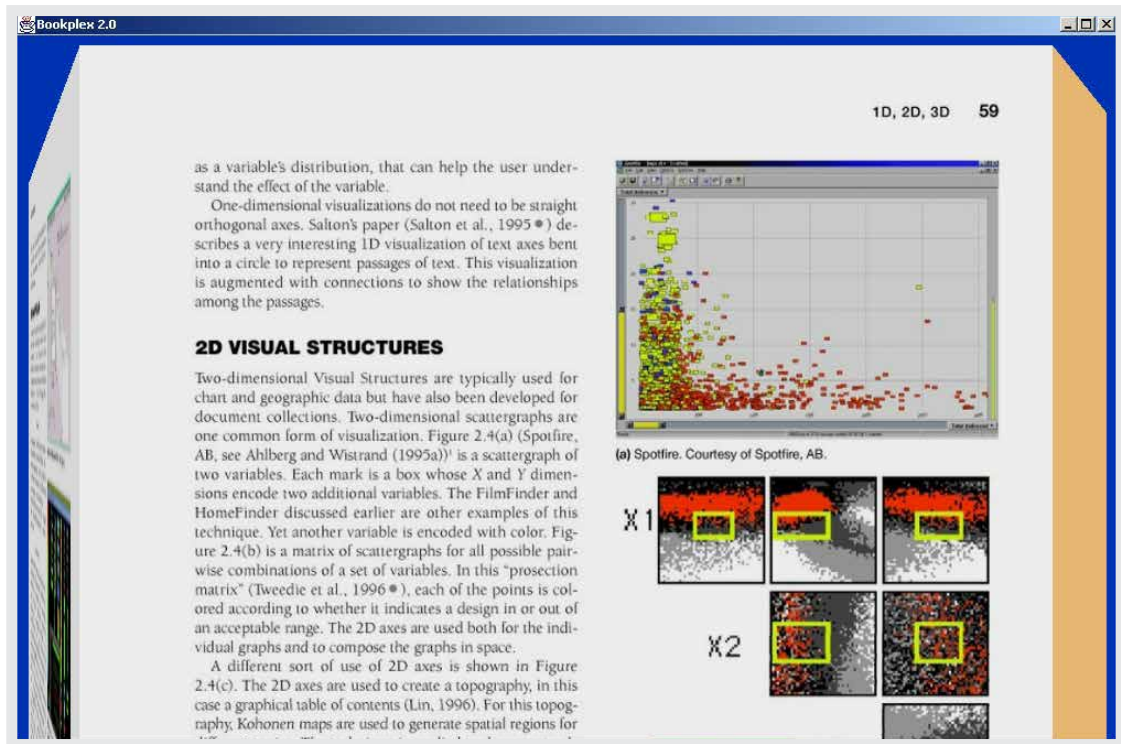 Bookplex 2.0
1D, 2D, 3D 59
as a variable's distribution, that can help the user under-
stand the effect of the variable.
One-dimensional visualizations do not need to be straight
orthogonal axes. Salton's paper (Salton et al., 1995 ●) de-
scribes a very interesting 1D visualization of text axes bent
into a circle to represent passages of text. This visualization
is augmented with connections to show the relationships
among the passages.
2D VISUAL STRUCTURES
Two-dimensional Visual Structures are typically used for
chart and geographic data but have also been developed for
document collections. Two-dimensional scattergraphs are
one common form of visualization. Figure 2.4(a) (Spotfire,
AB, see Ahlberg and Wistrand (1995a))¹ is a scattergraph of
two variables. Each mark is a box whose X and Y dimen-
sions encode two additional variables. The FilmFinder and
HomeFinder discussed earlier are other examples of this
technique. Yet another variable is encoded with color. Fig-
ure 2.4(b) is a matrix of scattergraphs for all possible pair-
wise combinations of a set of variables. In this "prosection
matrix" (Tweedie et al., 1996 ●), each of the points is col-
ored according to whether it indicates a design in or out of
an acceptable range. The 2D axes are used both for the indi-
vidual graphs and to compose the graphs in space.
A different sort of use of 2D axes is shown in Figure
2.4(c). The 2D axes are used to create a topography, in this
case a graphical table of contents (Lin, 1996). For this topog-
raphy, Kohonen maps are used to generate spatial regions for
(a) Spotfire. Courtesy of Spotfire, AB.
X1
X2